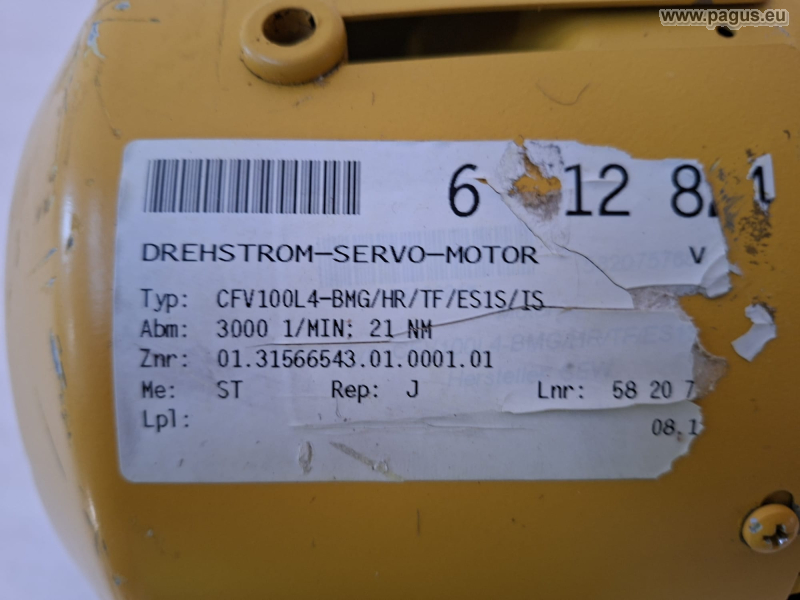 www.pagus.eu
6 12 8
DREHSTROM-SERVO-MOTOR V
Typ: CFV100L4-BMG/HR/TF/ES1S/IS
Abm: 3000 1/MIN; 21 NM
Znr: 01.31566543.01.0001.01
Me: ST Rep: J Lnr: 58 20 7
Lpl:
08.1